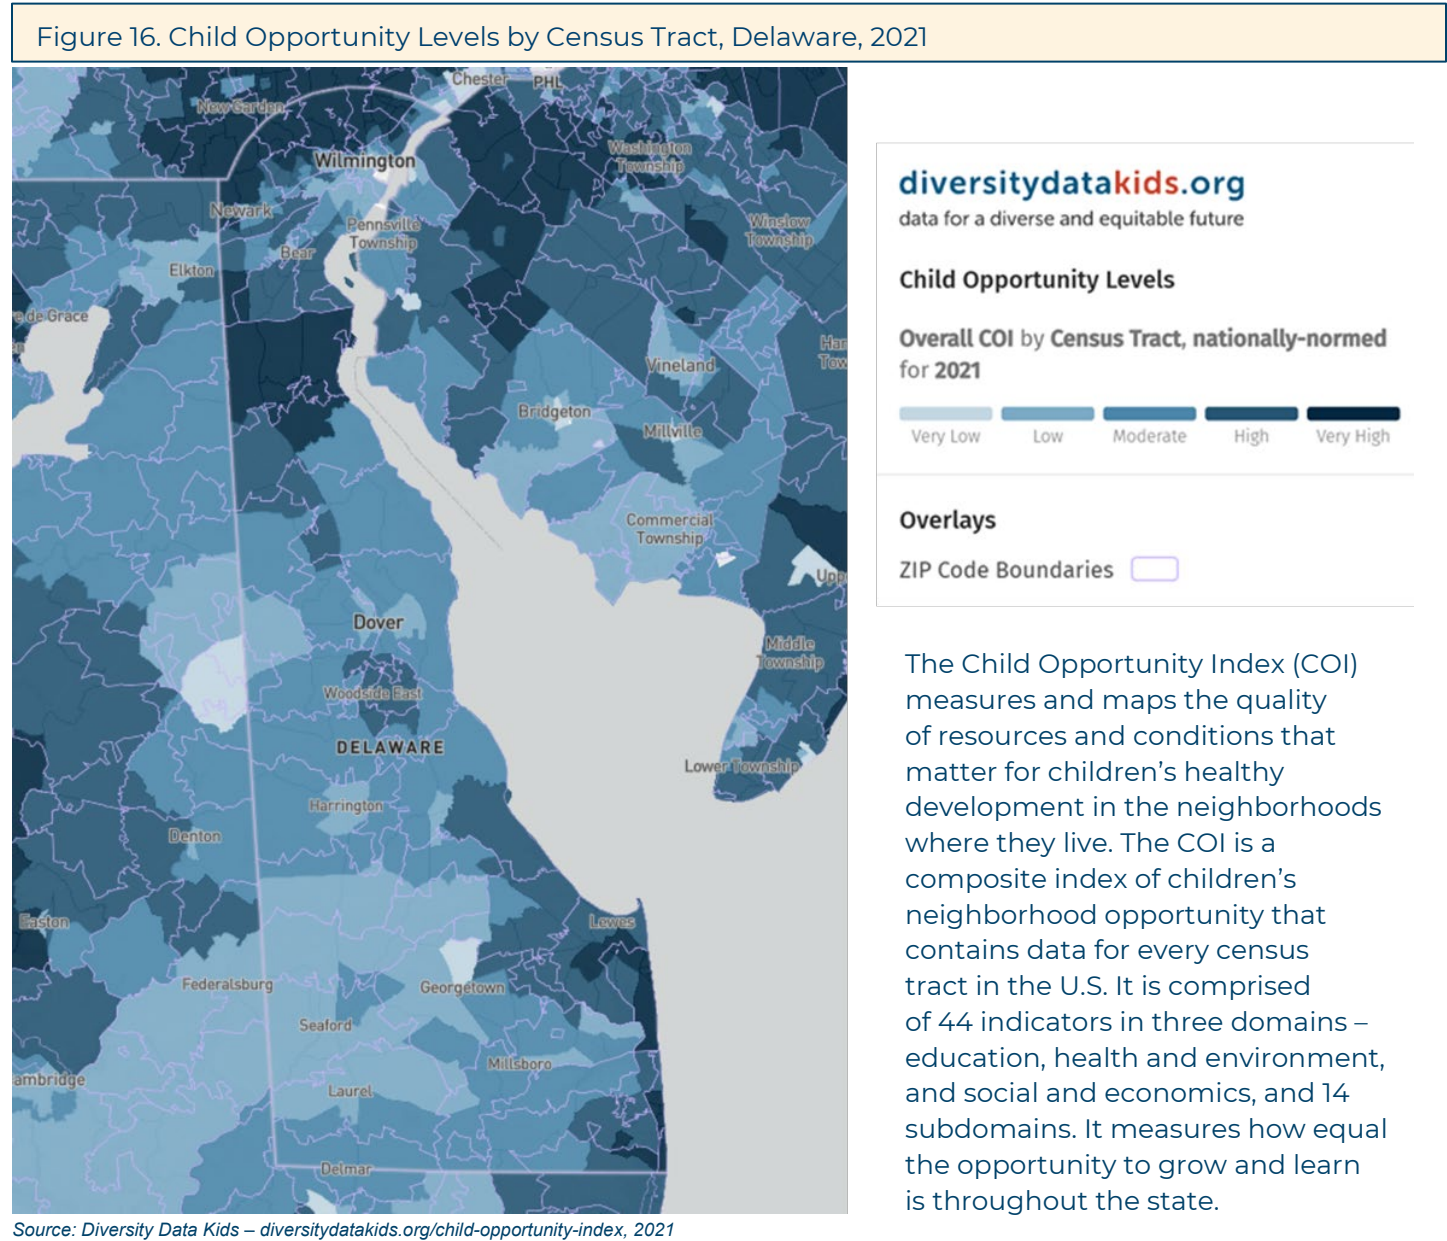 Figure 16. Child Opportunity Levels by Census Tract, Delaware, 2021
Chester
PHL
New Garden
Wilmington
Washington
Township
Newark
Pennsville
Township
Winslow
Township
Bear
Elkton
e de Grace
Har
Tow
Vineland
Bridgeton
Millville
Commercial
Township
Upp
Dover
Middle
Township
Woodside East
DELAWARE
Lower Township
Harrington
Denton
Easton
Lewes
Federalsburg
Georgetown
Seaford
Millsboro
ambridge
Laurel
Delmar
diversitydatakids.org
data for a diverse and equitable future
Child Opportunity Levels
Overall COI by Census Tract, nationally-normed
for 2021
Very Low Low Moderate High Very High
Overlays
ZIP Code Boundaries
The Child Opportunity Index (COI)
measures and maps the quality
of resources and conditions that
matter for children’s healthy
development in the neighborhoods
where they live. The COI is a
composite index of children’s
neighborhood opportunity that
contains data for every census
tract in the U.S. It is comprised
of 44 indicators in three domains –
education, health and environment,
and social and economics, and 14
subdomains. It measures how equal
the opportunity to grow and learn
is throughout the state.
Source: Diversity Data Kids – diversitydatakids.org/child-opportunity-index, 2021